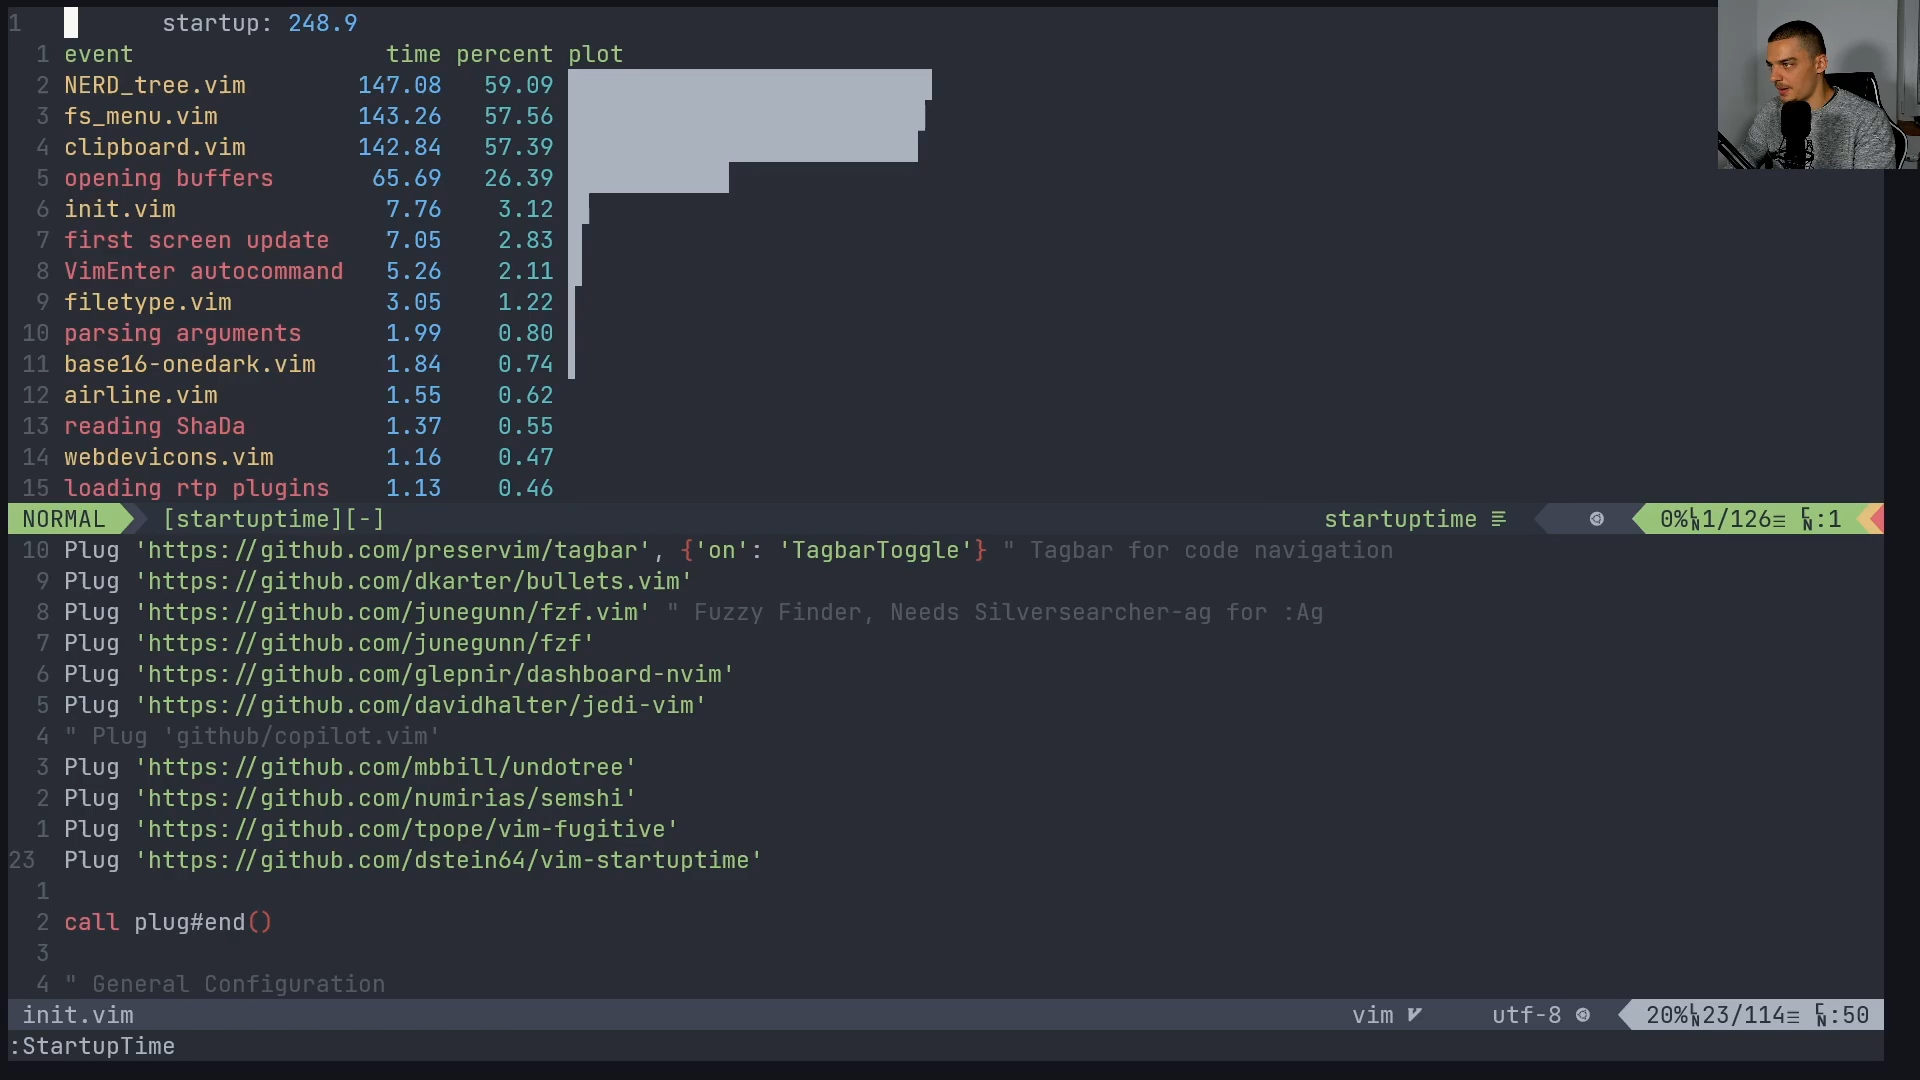 1 startup: 248.9
1 event time percent plot
2 NERD_tree.vim 147.08 59.09
3 fs_menu.vim 143.26 57.56
4 clipboard.vim 142.84 57.39
5 opening buffers 65.69 26.39
6 init.vim 7.76 3.12
7 first screen update 7.05 2.83
8 VimEnter autocommand 5.26 2.11
9 filetype.vim 3.05 1.22
10 parsing arguments 1.99 0.80
11 base16-onedark.vim 1.84 0.74
12 airline.vim 1.55 0.62
13 reading ShaDa 1.37 0.55
14 webdevicons.vim 1.16 0.47
15 loading rtp plugins 1.13 0.46
NORMAL [startuptime][-] startuptime 0% LN 1/126≡ CN:1
10 Plug 'https://github.com/preservim/tagbar', {'on': 'TagbarToggle'} " Tagbar for code navigation
9 Plug 'https://github.com/dkarter/bullets.vim'
8 Plug 'https://github.com/junegunn/fzf.vim' " Fuzzy Finder, Needs Silversearcher-ag for :Ag
7 Plug 'https://github.com/junegunn/fzf'
6 Plug 'https://github.com/glepnir/dashboard-nvim'
5 Plug 'https://github.com/davidhalter/jedi-vim'
4 " Plug 'github/copilot.vim'
3 Plug 'https://github.com/mbbill/undotree'
2 Plug 'https://github.com/numirias/semshi'
1 Plug 'https://github.com/tpope/vim-fugitive'
23 Plug 'https://github.com/dstein64/vim-startuptime'
1
2 call plug#end()
3
4 " General Configuration
init.vim vim utf-8 20% LN 23/114≡ CN:50
:StartupTime